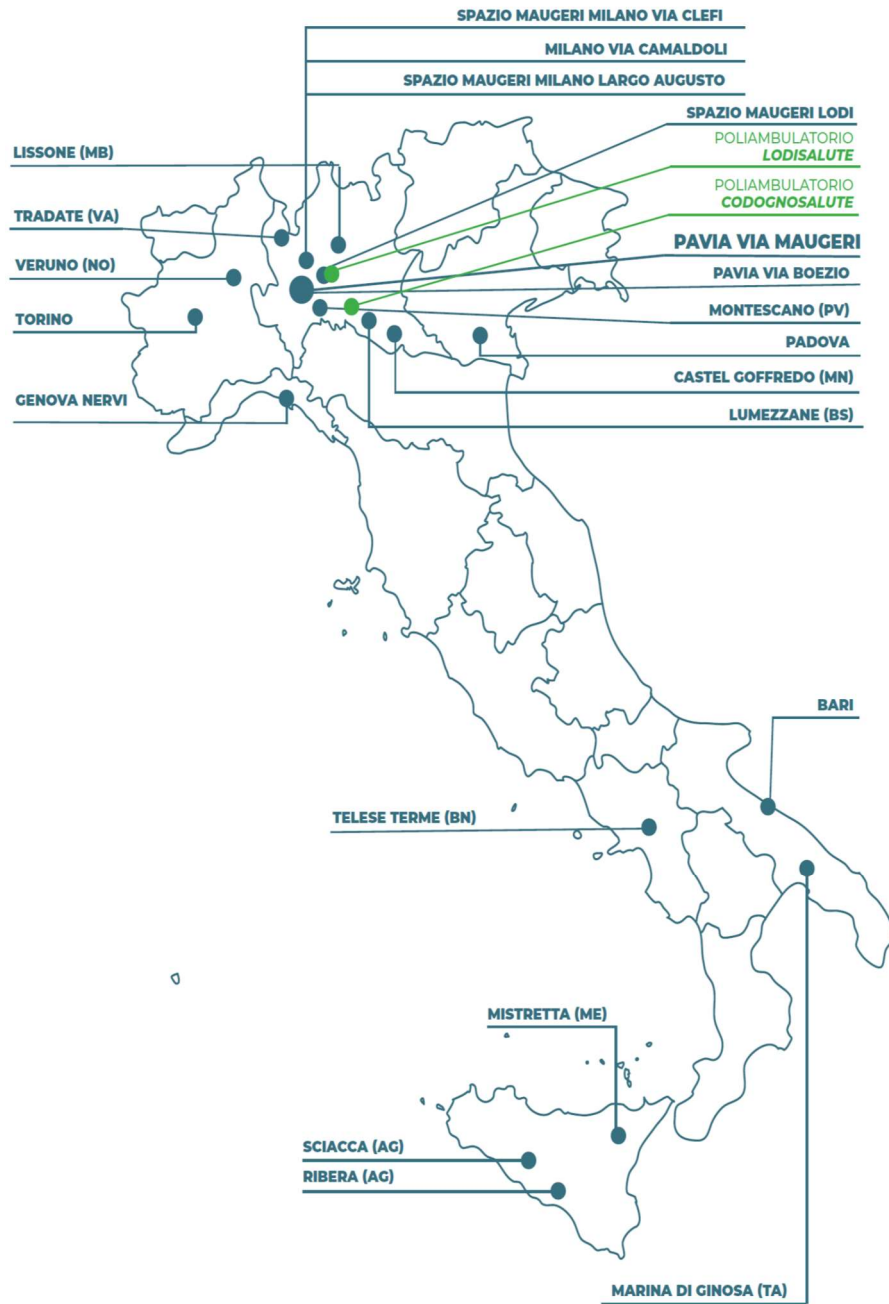 SPAZIO MAUGERI MILANO VIA CLEFI
MILANO VIA CAMALDOLI
SPAZIO MAUGERI MILANO LARGO AUGUSTO
SPAZIO MAUGERI LODI
POLIAMBULATORIO
LODISALUTE
LISSONE (MB)
POLIAMBULATORIO
CODOGNOSALUTE
TRADATE (VA)
PAVIA VIA MAUGERI
VERUNO (NO)
PAVIA VIA BOEZIO
MONTESCANO (PV)
TORINO
PADOVA
CASTEL GOFFREDO (MN)
GENOVA NERVI
LUMEZZANE (BS)
BARI
TELESE TERME (BN)
MISTRETTA (ME)
SCIACCA (AG)
RIBERA (AG)
MARINA DI GINOSA (TA)